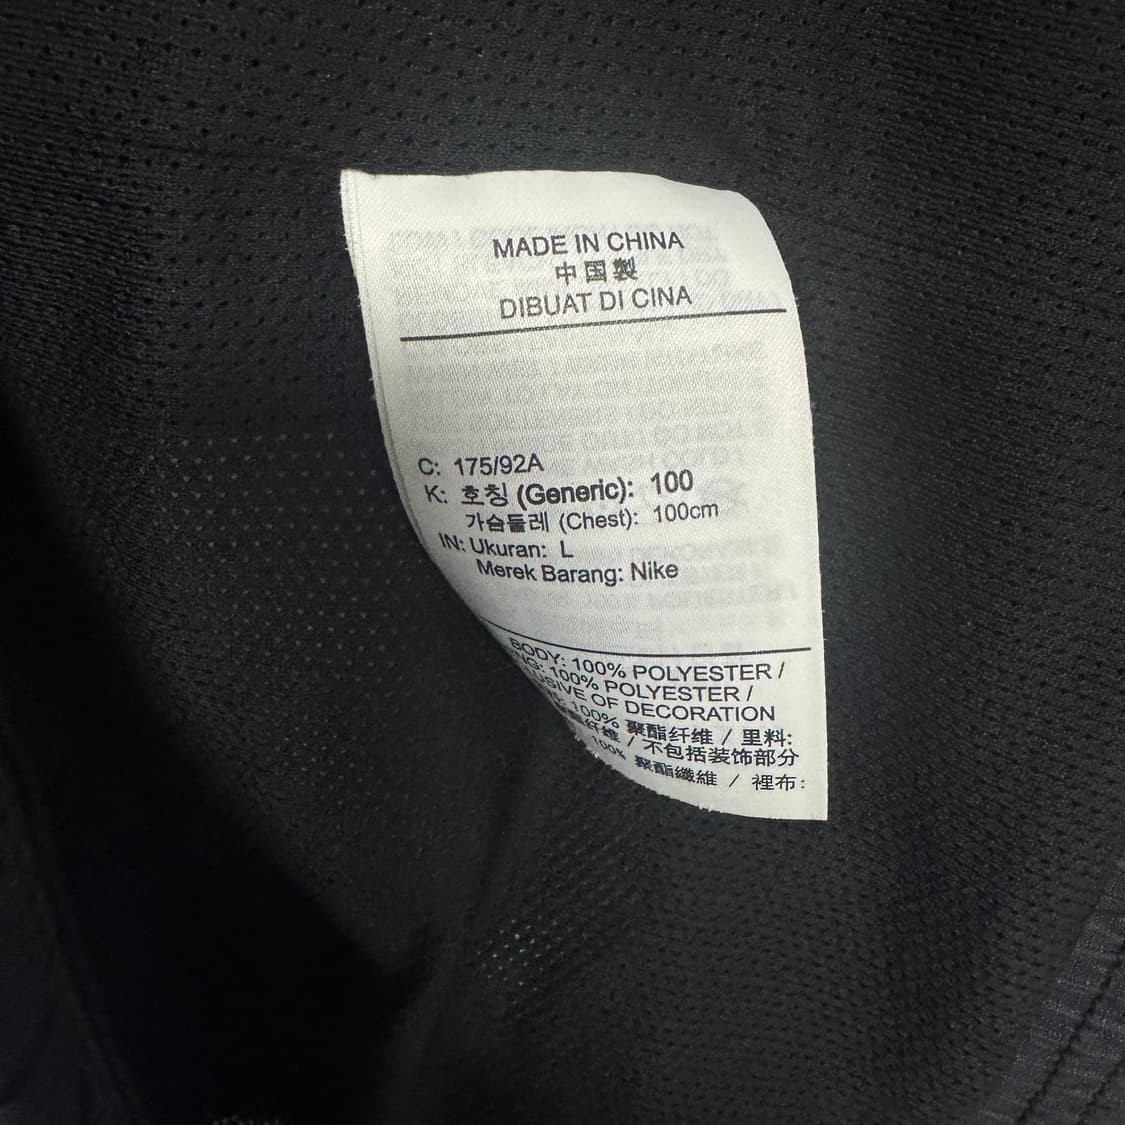 MADE IN CHINA
中国製
DIBUAT DI CINA
C: 175/92A
K: 호칭 (Generic): 100
가슴둘레 (Chest): 100cm
IN: Ukuran: L
Merek Barang: Nike
BODY: 100% POLYESTER /
100% POLYESTER /
OF DECORATION
100% 聚酯纤维 / 里料:
/ 不包括装饰部分
100% 聚酯纖維 / 裡布: